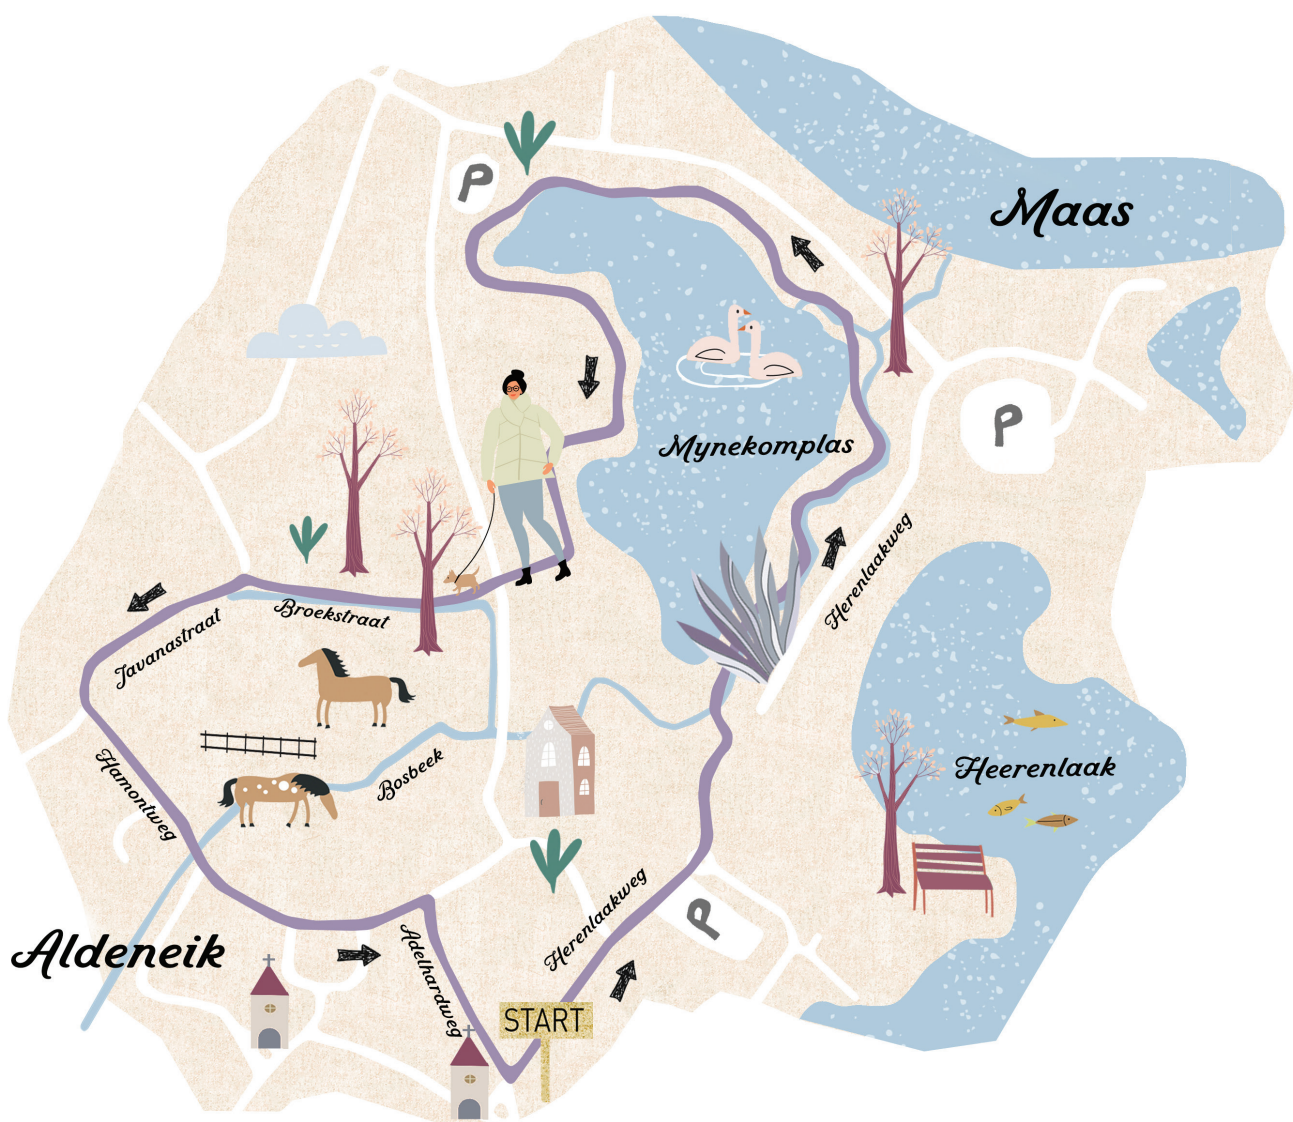 P
Maas
P
Mynekomplas
Herenlaakweg
Broekstraat
Javanastraat
Hamontweg
Bosbeek
Heerenlaak
Herenlaakweg
P
Aldeneik
Adelhardweg
START